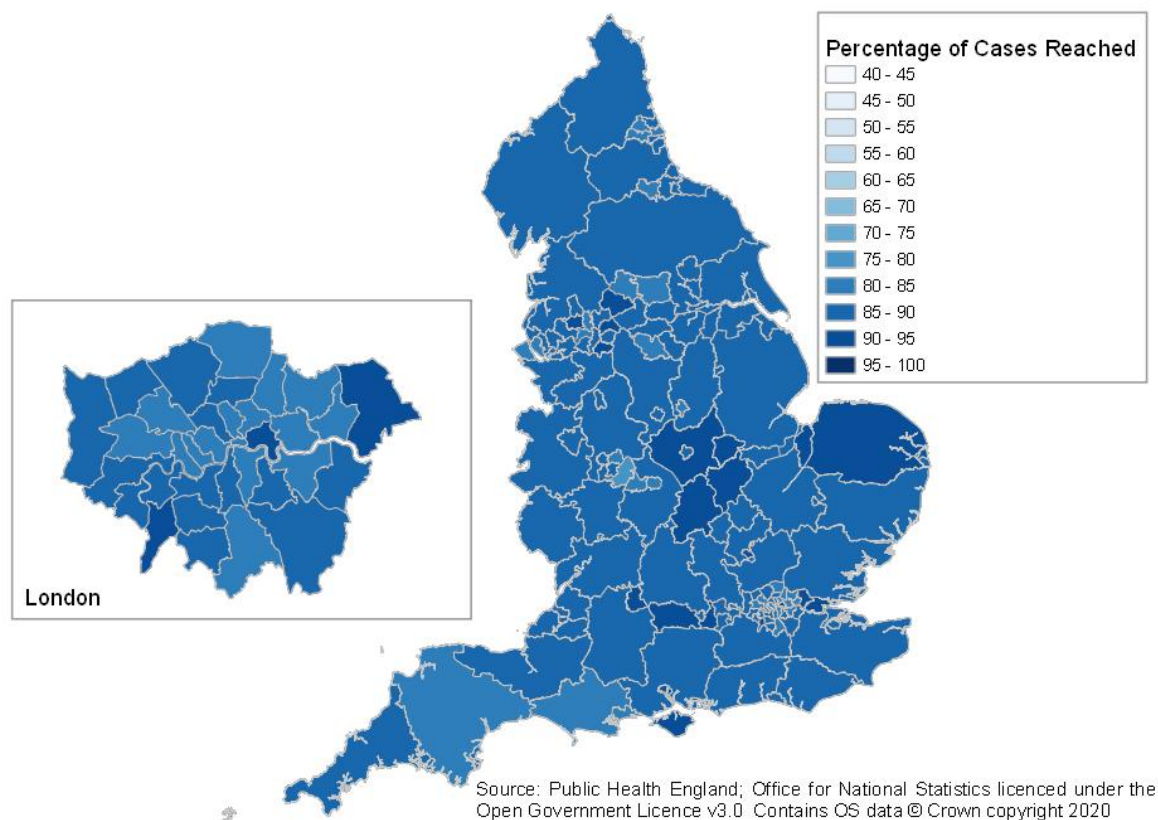 Percentage of Cases Reached
40 - 45
45 - 50
50 - 55
55 - 60
60 - 65
65 - 70
70 - 75
75 - 80
80 - 85
85 - 90
90 - 95
95 - 100
London
Source: Public Health England; Office for National Statistics licenced under the
Open Government Licence v3.0 Contains OS data © Crown copyright 2020